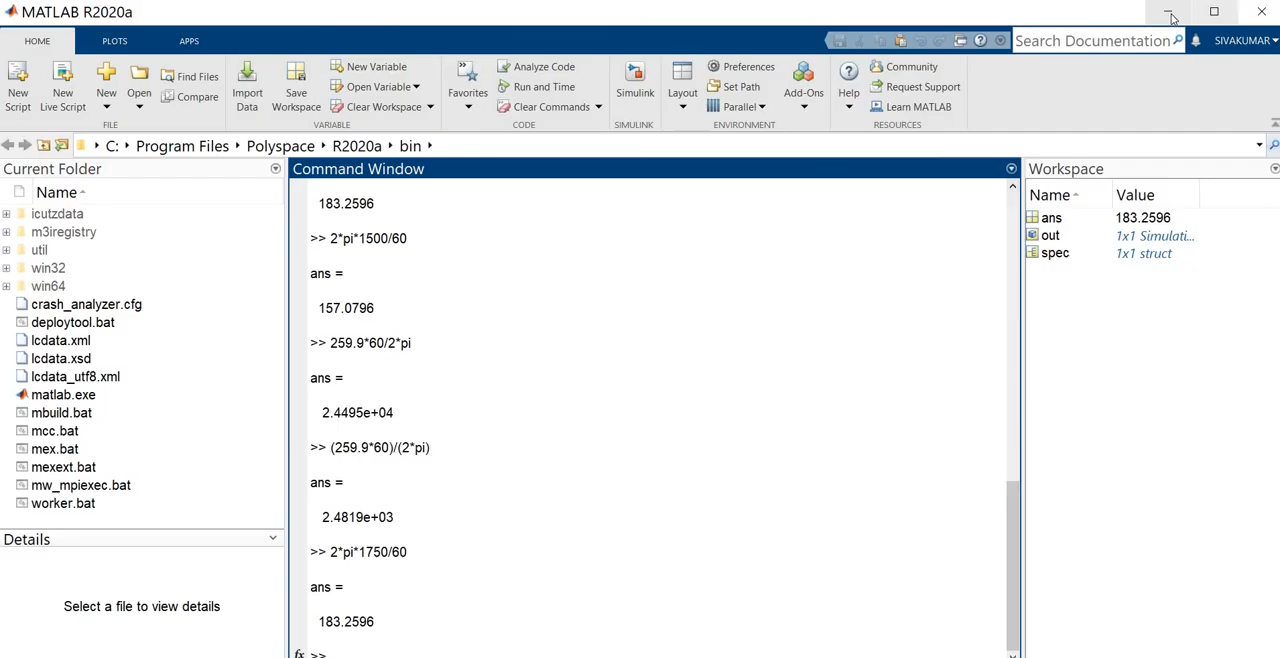 MATLAB R2020a
HOME PLOTS APPS
Search Documentation SIVAKUMAR
New Script
New Live Script
New
Open
Find Files
Compare
FILE
Import Data
Save Workspace
New Variable
Open Variable
Clear Workspace
VARIABLE
Favorites
Analyze Code
Run and Time
Clear Commands
CODE
Simulink
SIMULINK
Layout
Preferences
Set Path
Parallel
Add-Ons
ENVIRONMENT
Help
Community
Request Support
Learn MATLAB
RESOURCES
C: Program Files Polyspace R2020a bin
Current Folder
Name
icutzdata
m3iregistry
util
win32
win64
crash_analyzer.cfg
deploytool.bat
lcdata.xml
lcdata.xsd
lcdata_utf8.xml
matlab.exe
mbuild.bat
mcc.bat
mex.bat
mexext.bat
mw_mpiexec.bat
worker.bat
Details
Select a file to view details
Command Window
183.2596
>> 2*pi*1500/60
ans =
157.0796
>> 259.9*60/2*pi
ans =
2.4495e+04
>> (259.9*60)/(2*pi)
ans =
2.4819e+03
>> 2*pi*1750/60
ans =
183.2596
fx >>
Workspace
Name Value
ans 183.2596
out 1x1 Simulati...
spec 1x1 struct